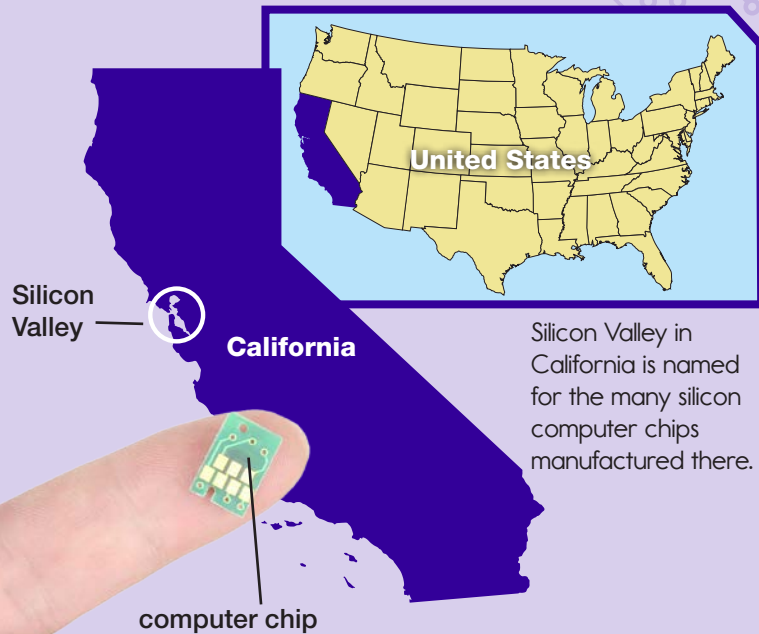 United States
Silicon
Valley
California
Silicon Valley in
California is named
for the many silicon
computer chips
manufactured there.
computer chip